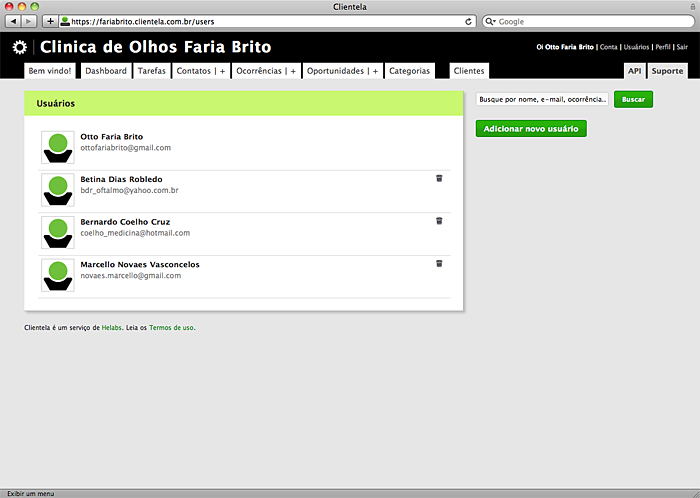 Clientela
https://fariabrito.clientela.com.br/users
Google
Clinica de Olhos Faria Brito
Oi Otto Faria Brito | Conta | Usuários | Perfil | Sair
Bem vindo! Dashboard Tarefas Contatos | + Ocorrências | + Oportunidades | + Categorias Clientes API Suporte
Usuários
Busque por nome, e-mail, ocorrência...
Buscar
Adicionar novo usuário
Otto Faria Brito
ottofariabrito@gmail.com
Betina Dias Robledo
bdr_oftalmo@yahoo.com.br
Bernardo Coelho Cruz
coelho_medicina@hotmail.com
Marcello Novaes Vasconcelos
novaes.marcello@gmail.com
Clientela é um serviço de Helabs. Leia os Termos de uso.
Exibir um menu